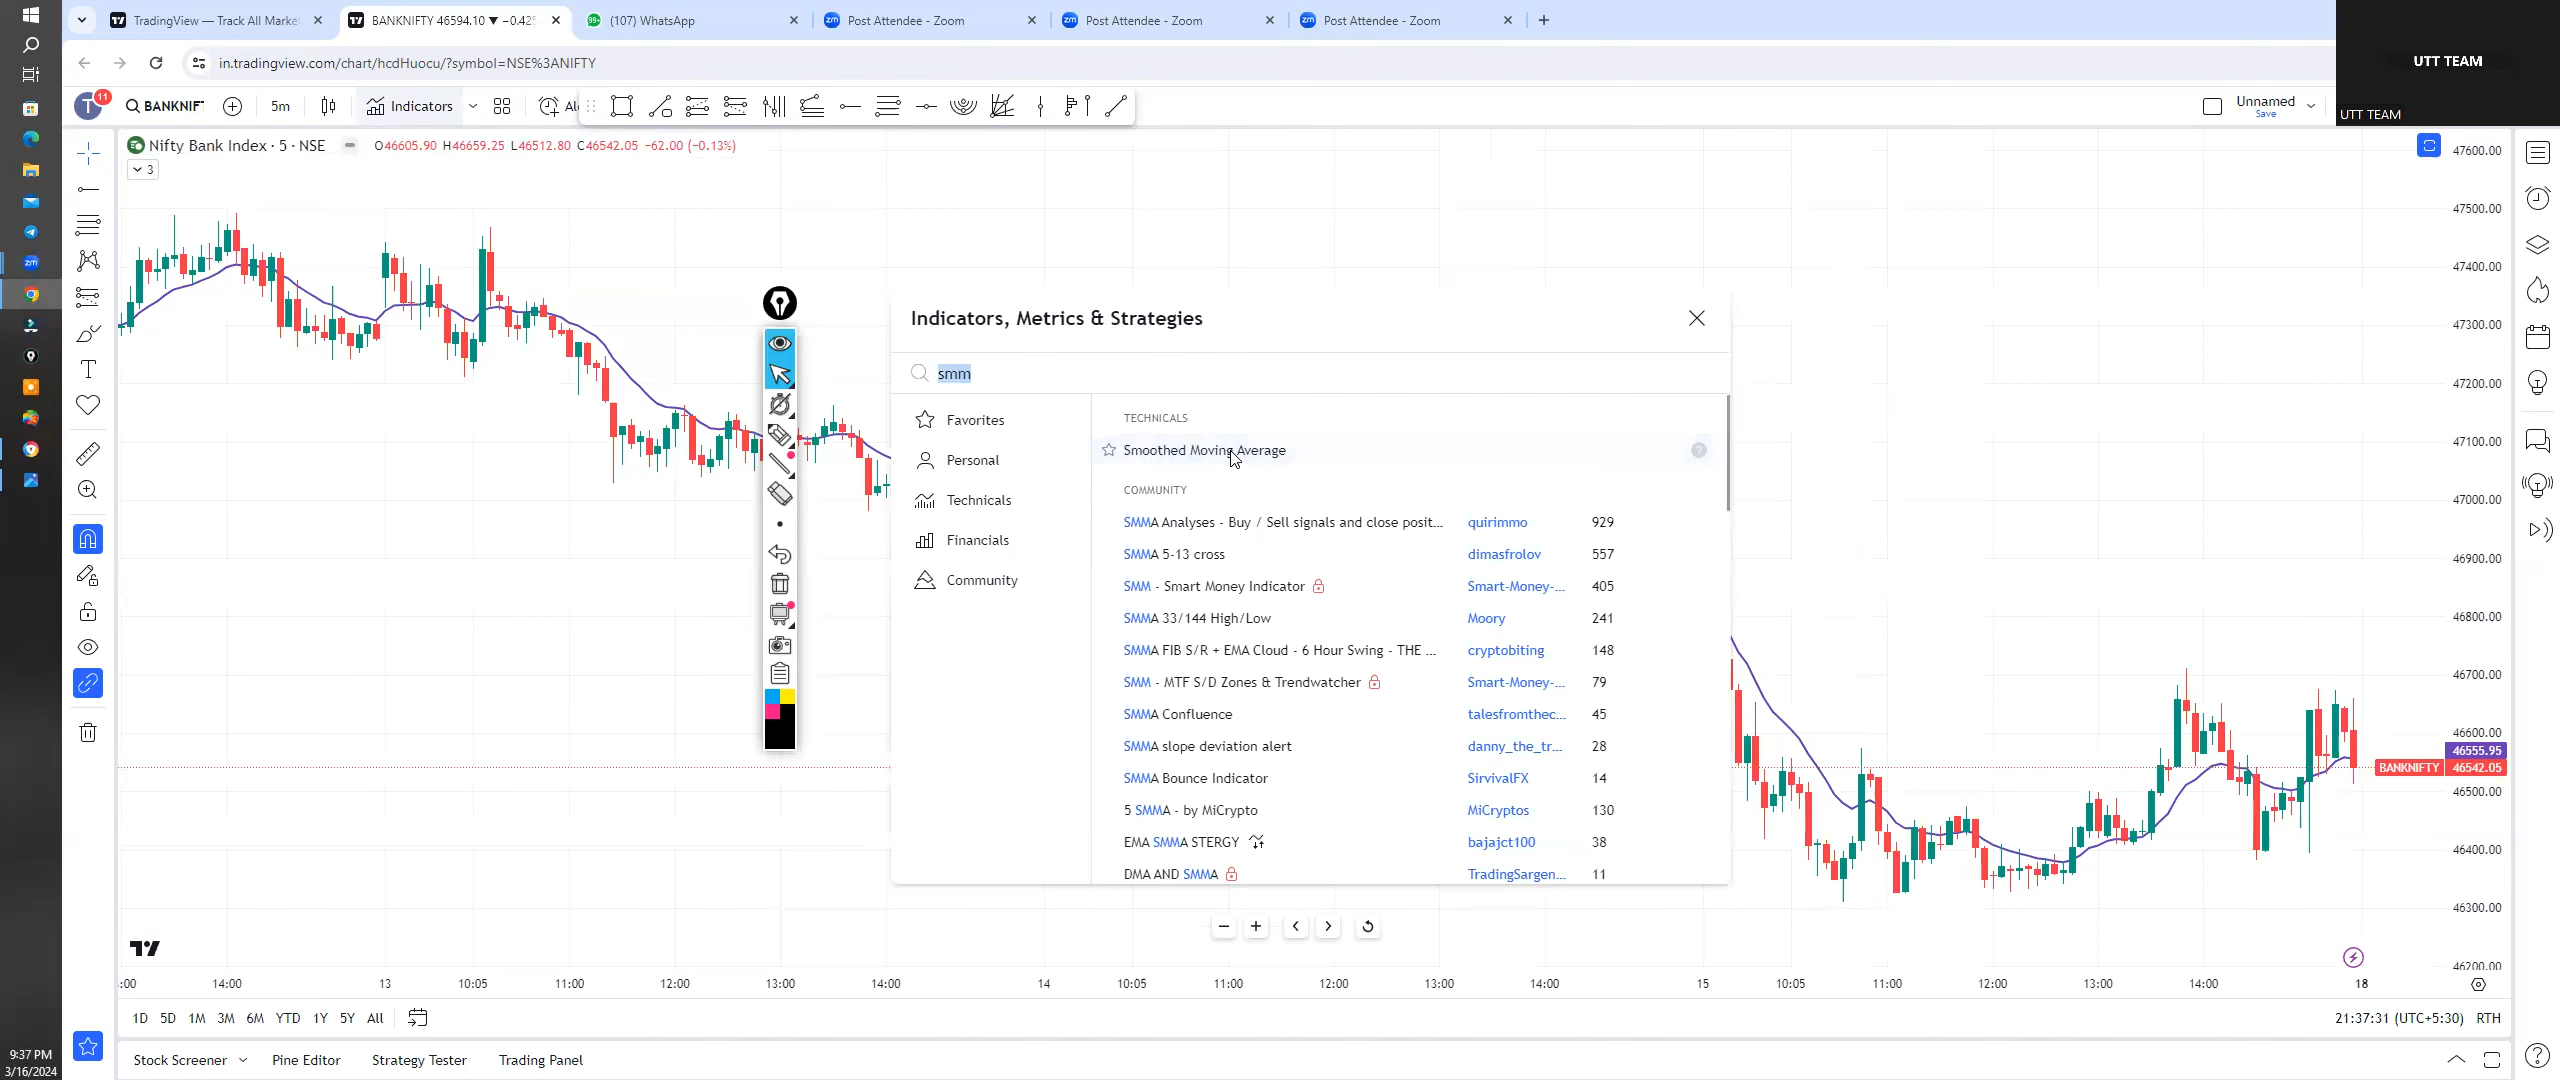 TradingView — Track All Marke
BANKNIFTY 46594.10 ▼ −0.42
99+ (107) WhatsApp
zm Post Attendee - Zoom
zm Post Attendee - Zoom
zm Post Attendee - Zoom
in.tradingview.com/chart/hcdHuocu/?symbol=NSE%3ANIFTY
UTT TEAM
UTT TEAM
T 11 BANKNIF 5m Indicators Al
Unnamed
Save
Nifty Bank Index · 5 · NSE O46605.90 H46659.25 L46512.80 C46542.05 −62.00 (−0.13%)
3
Indicators, Metrics & Strategies
smm
Favorites
Personal
Technicals
Financials
Community
TECHNICALS
Smoothed Moving Average
COMMUNITY
SMMA Analyses - Buy / Sell signals and close posit... quirimmo 929
SMMA 5-13 cross dimasfrolov 557
SMM - Smart Money Indicator Smart-Money-... 405
SMMA 33/144 High/Low Moory 241
SMMA FIB S/R + EMA Cloud - 6 Hour Swing - THE ... cryptobiting 148
SMM - MTF S/D Zones & Trendwatcher Smart-Money-... 79
SMMA Confluence talesfromthec... 45
SMMA slope deviation alert danny_the_tr... 28
SMMA Bounce Indicator SirvivalFX 14
5 SMMA - by MiCrypto MiCryptos 130
EMA SMMA STERGY bajajct100 38
DMA AND SMMA TradingSargen... 11
47600.00
47500.00
47400.00
47300.00
47200.00
47100.00
47000.00
46900.00
46800.00
46700.00
46600.00
46555.95
BANKNIFTY 46542.05
46500.00
46400.00
46300.00
46200.00
:00 14:00 13 10:05 11:00 12:00 13:00 14:00 14 10:05 11:00 12:00 13:00 14:00 15 10:05 11:00 12:00 13:00 14:00 18
1D 5D 1M 3M 6M YTD 1Y 5Y All
21:37:31 (UTC+5:30) RTH
Stock Screener Pine Editor Strategy Tester Trading Panel
9:37 PM
3/16/2024